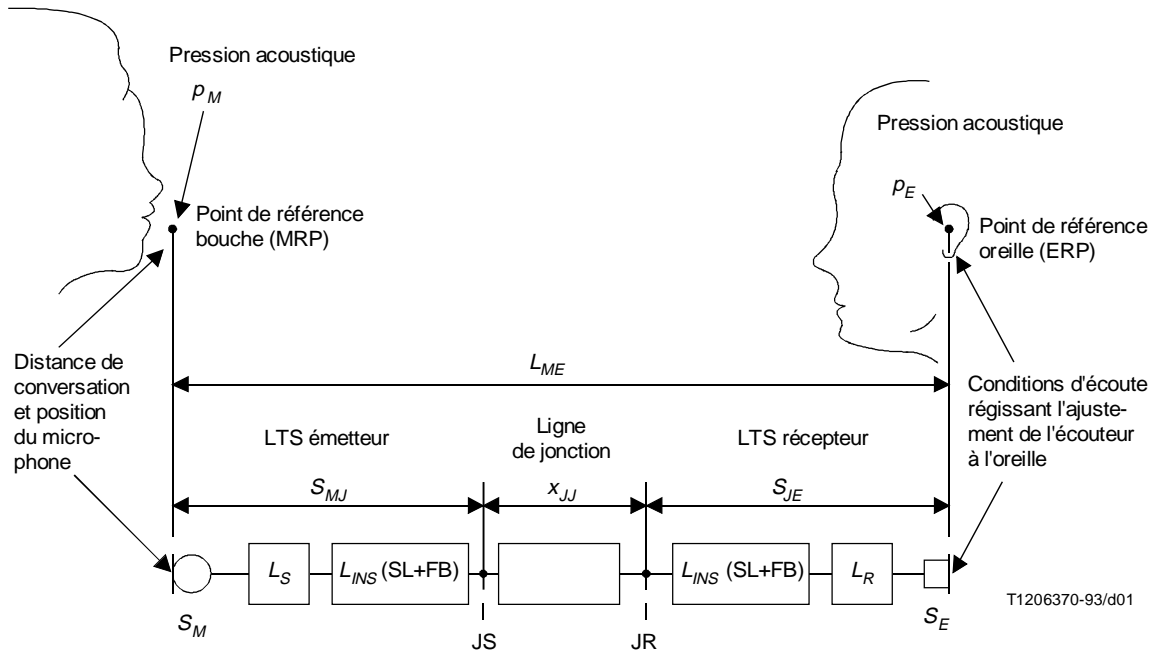 Pression acoustique
p_M
Pression acoustique
p_E
Point de référence
bouche (MRP)
Point de référence
oreille (ERP)
Distance de
conversation
et position
du micro-
phone
L_ME
Conditions d'écoute
régissant l'ajuste-
ment de l'écouteur
à l'oreille
LTS émetteur
Ligne
de jonction
LTS récepteur
S_MJ
x_JJ
S_JE
L_S
L_INS (SL+FB)
L_INS (SL+FB)
L_R
S_M
JS
JR
S_E
T1206370-93/d01